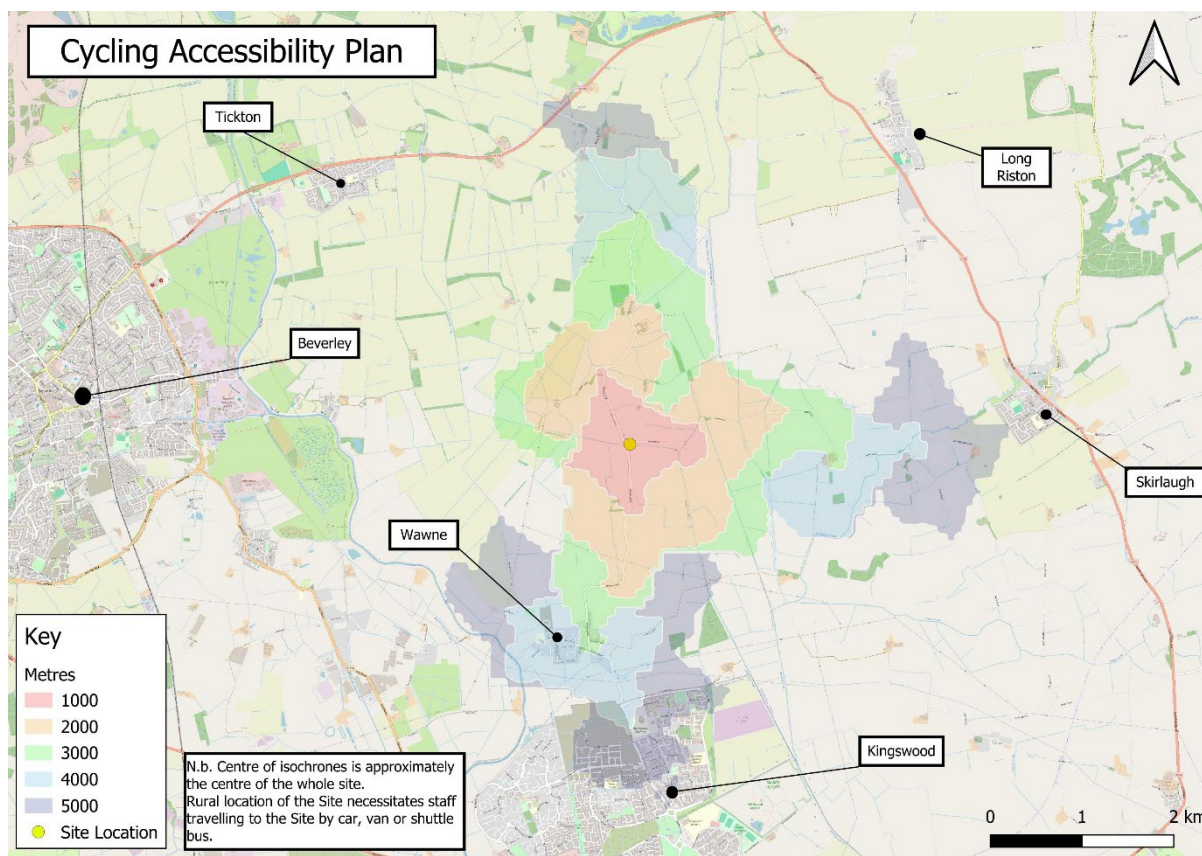 Cycling Accessibility Plan
Tickton
Long
Riston
Beverley
Skirlaugh
Wawne
Kingswood
Key
Metres
1000
2000
3000
4000
5000
Site Location
N.b. Centre of isochrones is approximately
the centre of the whole site.
Rural location of the Site necessitates staff
travelling to the Site by car, van or shuttle
bus.
0 1 2 km